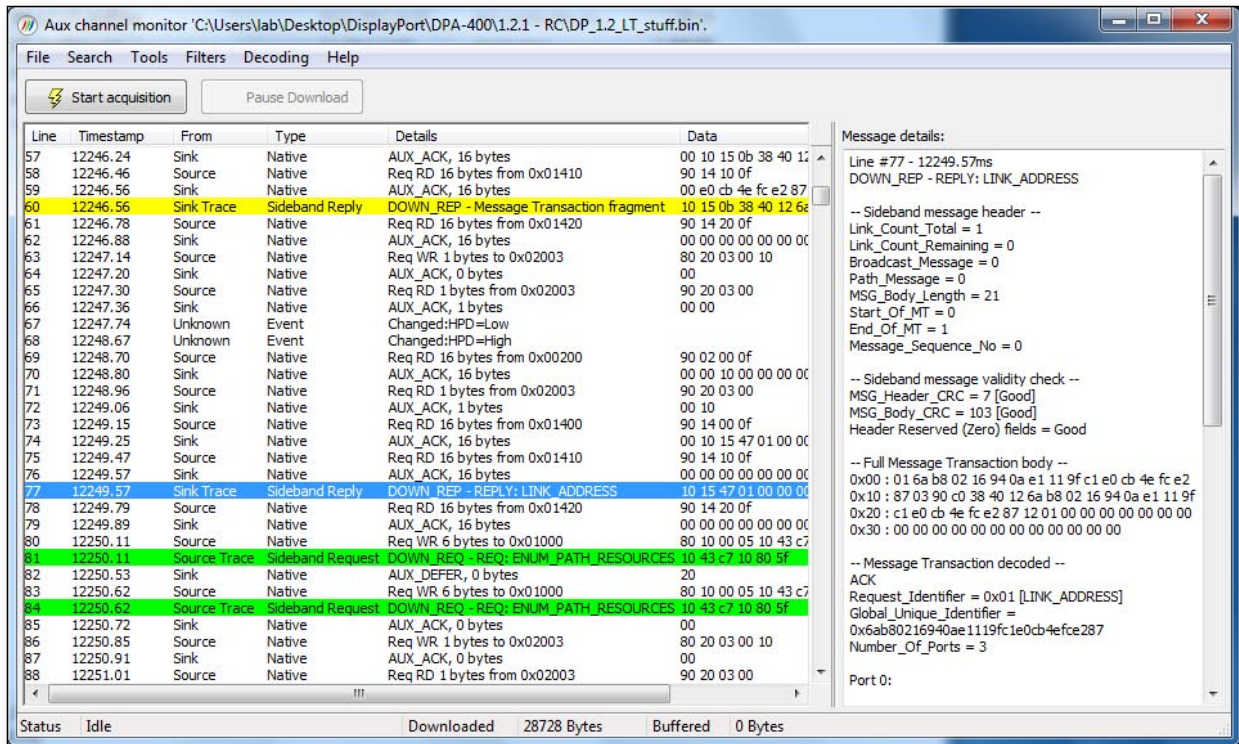 Aux channel monitor 'C:\Users\lab\Desktop\DisplayPort\DPA-400\1.2.1 - RC\DP_1.2_LT_stuff.bin'.
File Search Tools Filters Decoding Help
Start acquisition Pause Download
Line Timestamp From Type Details Data
57 12246.24 Sink Native AUX_ACK, 16 bytes 00 10 15 0b 38 40 12
58 12246.46 Source Native Req RD 16 bytes from 0x01410 90 14 10 0f
59 12246.56 Sink Native AUX_ACK, 16 bytes 00 e0 cb 4e fc e2 87
60 12246.56 Sink Trace Sideband Reply DOWN_REP - Message Transaction fragment 10 15 0b 38 40 12 6a
61 12246.78 Source Native Req RD 16 bytes from 0x01420 90 14 20 0f
62 12246.88 Sink Native AUX_ACK, 16 bytes 00 00 00 00 00 00 00
63 12247.14 Source Native Req WR 1 bytes to 0x02003 80 20 03 00 10
64 12247.20 Sink Native AUX_ACK, 0 bytes 00
65 12247.30 Source Native Req RD 1 bytes from 0x02003 90 20 03 00
66 12247.36 Sink Native AUX_ACK, 1 bytes 00 00
67 12247.74 Unknown Event Changed:HPD=Low
68 12248.67 Unknown Event Changed:HPD=High
69 12248.70 Source Native Req RD 16 bytes from 0x00200 90 02 00 0f
70 12248.80 Sink Native AUX_ACK, 16 bytes 00 00 10 00 00 00 00
71 12248.96 Source Native Req RD 1 bytes from 0x02003 90 20 03 00
72 12249.06 Sink Native AUX_ACK, 1 bytes 00 10
73 12249.15 Source Native Req RD 16 bytes from 0x01400 90 14 00 0f
74 12249.25 Sink Native AUX_ACK, 16 bytes 00 10 15 47 01 00 00
75 12249.47 Source Native Req RD 16 bytes from 0x01410 90 14 10 0f
76 12249.57 Sink Native AUX_ACK, 16 bytes 00 00 00 00 00 00 00
77 12249.57 Sink Trace Sideband Reply DOWN_REP - REPLY: LINK_ADDRESS 10 15 47 01 00 00 00
78 12249.79 Source Native Req RD 16 bytes from 0x01420 90 14 20 0f
79 12249.89 Sink Native AUX_ACK, 16 bytes 00 00 00 00 00 00 00
80 12250.11 Source Native Req WR 6 bytes to 0x01000 80 10 00 05 10 43 c7
81 12250.11 Source Trace Sideband Request DOWN_REQ - REQ: ENUM_PATH_RESOURCES 10 43 c7 10 80 5f
82 12250.53 Sink Native AUX_DEFER, 0 bytes 20
83 12250.62 Source Native Req WR 6 bytes to 0x01000 80 10 00 05 10 43 c7
84 12250.62 Source Trace Sideband Request DOWN_REQ - REQ: ENUM_PATH_RESOURCES 10 43 c7 10 80 5f
85 12250.72 Sink Native AUX_ACK, 0 bytes 00
86 12250.85 Source Native Req WR 1 bytes to 0x02003 80 20 03 00 10
87 12250.91 Sink Native AUX_ACK, 0 bytes 00
88 12251.01 Source Native Req RD 1 bytes from 0x02003 90 20 03 00
Message details:
Line #77 - 12249.57ms
DOWN_REP - REPLY: LINK_ADDRESS
-- Sideband message header --
Link_Count_Total = 1
Link_Count_Remaining = 0
Broadcast_Message = 0
Path_Message = 0
MSG_Body_Length = 21
Start_Of_MT = 0
End_Of_MT = 1
Message_Sequence_No = 0
-- Sideband message validity check --
MSG_Header_CRC = 7 [Good]
MSG_Body_CRC = 103 [Good]
Header Reserved (Zero) fields = Good
-- Full Message Transaction body --
0x00 : 01 6a b8 02 16 94 0a e1 11 9f c1 e0 cb 4e fc e2
0x10 : 87 03 90 c0 38 40 12 6a b8 02 16 94 0a e1 11 9f
0x20 : c1 e0 cb 4e fc e2 87 12 01 00 00 00 00 00 00 00
0x30 : 00 00 00 00 00 00 00 00 00 00 00 00
-- Message Transaction decoded --
ACK
Request_Identifier = 0x01 [LINK_ADDRESS]
Global_Unique_Identifier =
0x6ab80216940ae1119fc1e0cb4efce287
Number_Of_Ports = 3
Port 0:
Status Idle Downloaded 28728 Bytes Buffered 0 Bytes